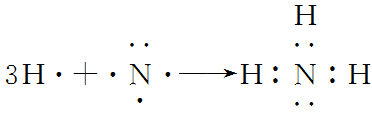 H
3H· + ·N̈· ⟶ H:N̈:H
· ··